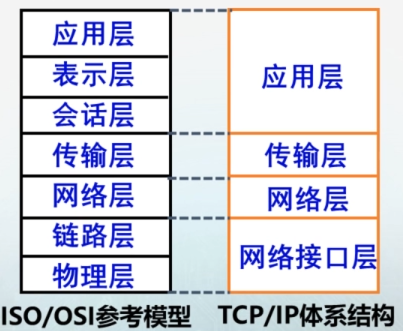 应用层
表示层
会话层
传输层
网络层
链路层
物理层
ISO/OSI参考模型
应用层
传输层
网络层
网络接口层
TCP/IP体系结构